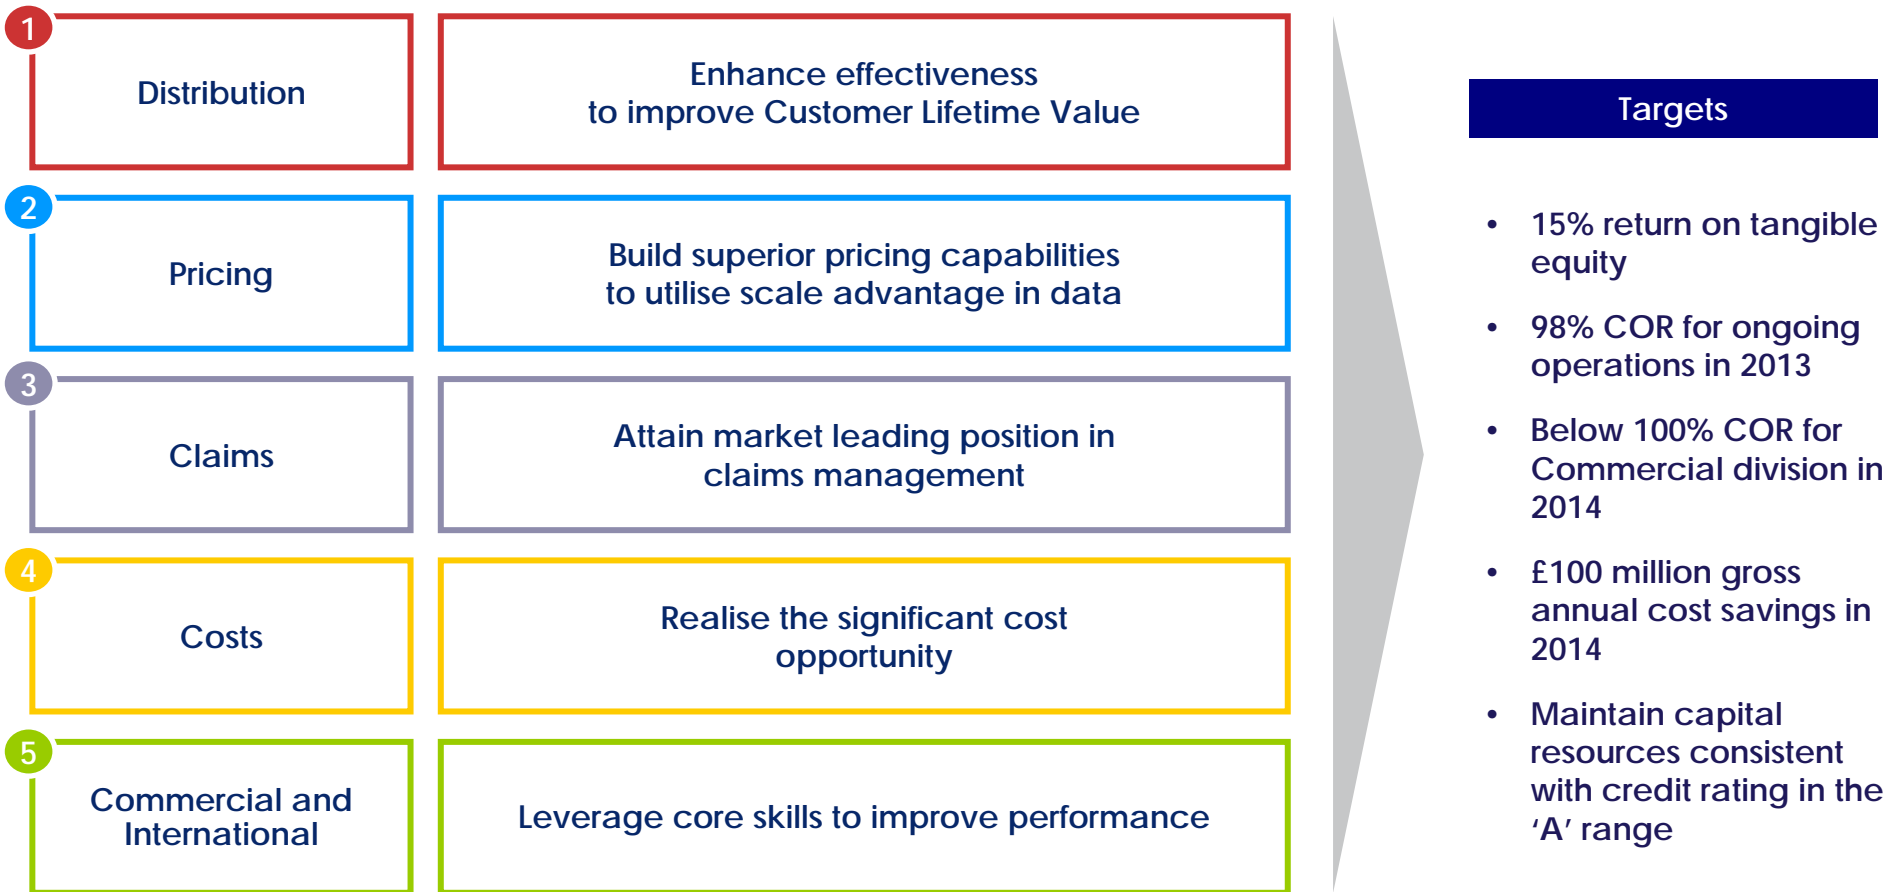 1
Distribution
Enhance effectiveness
to improve Customer Lifetime Value
2
Pricing
Build superior pricing capabilities
to utilise scale advantage in data
3
Claims
Attain market leading position in
claims management
4
Costs
Realise the significant cost
opportunity
5
Commercial and
International
Leverage core skills to improve performance
Targets
• 15% return on tangible
equity
• 98% COR for ongoing
operations in 2013
• Below 100% COR for
Commercial division in
2014
• £100 million gross
annual cost savings in
2014
• Maintain capital
resources consistent
with credit rating in the
‘A’ range